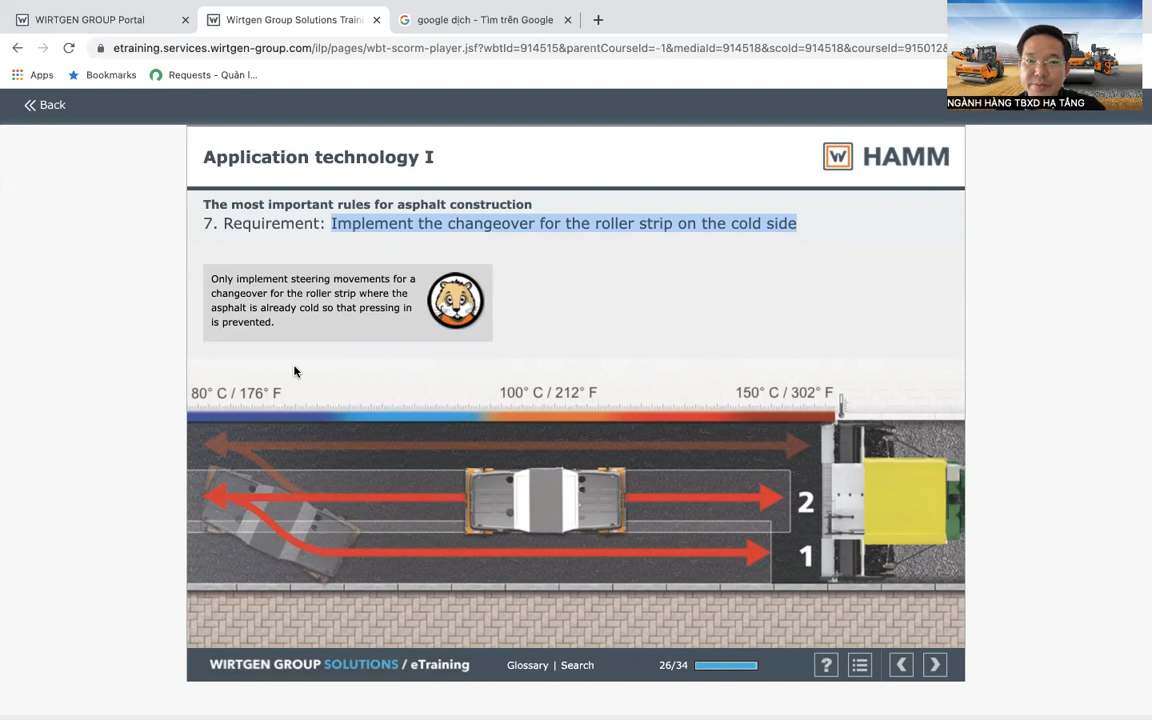 WIRTGEN GROUP Portal
Wirtgen Group Solutions Train
google dịch - Tìm trên Google
etraining.services.wirtgen-group.com/ilp/pages/wbt-scorm-player.jsf?wbtId=914515&parentCourseId=-1&mediaId=914518&scoId=914518&courseId=915012&
Apps
Bookmarks
Requests - Quản l...
NGÀNH HÀNG TBXD HẠ TẦNG
Back
Application technology I
HAMM
The most important rules for asphalt construction
7. Requirement: Implement the changeover for the roller strip on the cold side
Only implement steering movements for a
changeover for the roller strip where the
asphalt is already cold so that pressing in
is prevented.
80° C / 176° F
100° C / 212° F
150° C / 302° F
2
1
WIRTGEN GROUP SOLUTIONS / eTraining
Glossary | Search
26/34
?